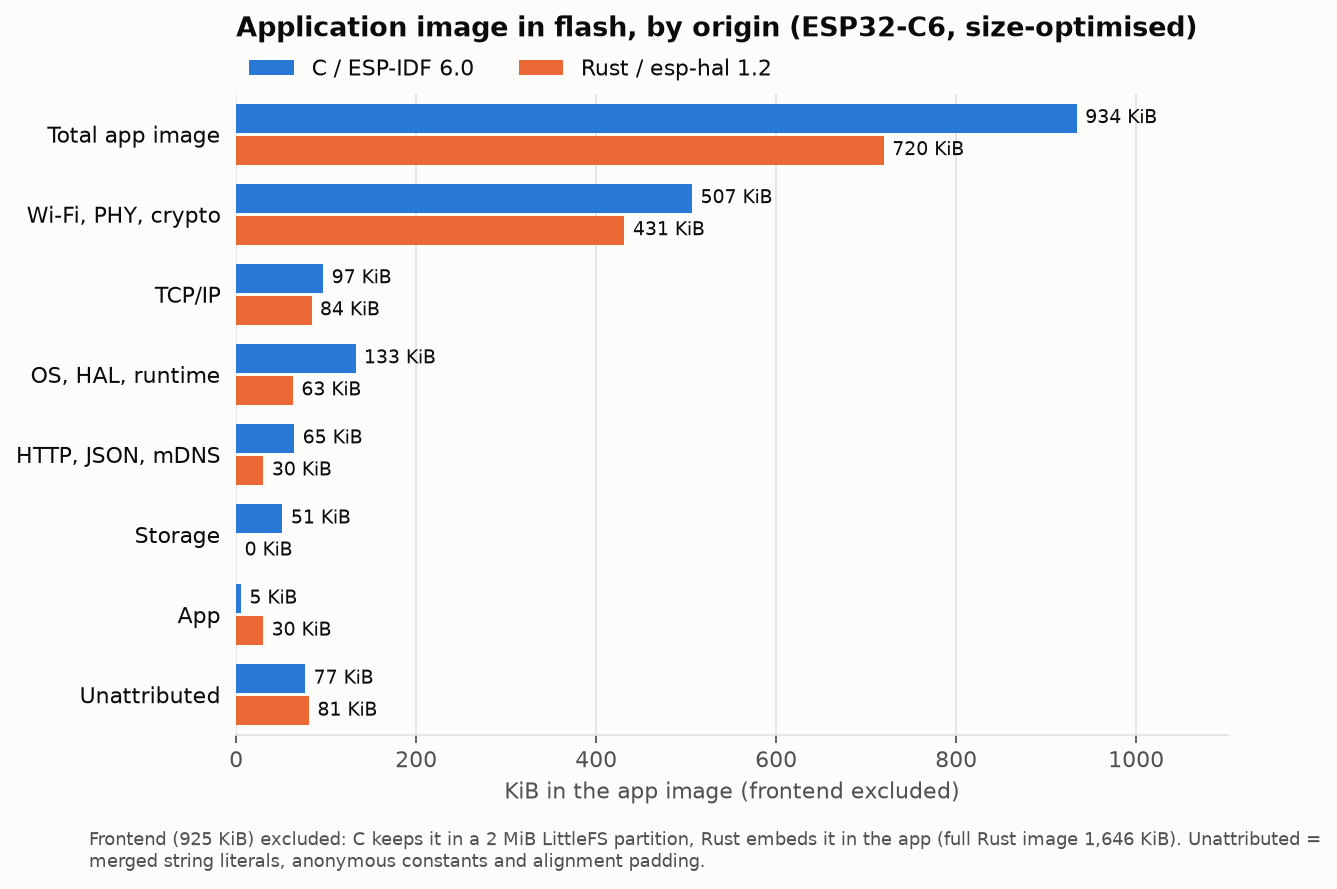 Application image in flash, by origin (ESP32-C6, size-optimised)
C / ESP-IDF 6.0
Rust / esp-hal 1.2
Total app image
934 KiB
720 KiB
Wi-Fi, PHY, crypto
507 KiB
431 KiB
TCP/IP
97 KiB
84 KiB
OS, HAL, runtime
133 KiB
63 KiB
HTTP, JSON, mDNS
65 KiB
30 KiB
Storage
51 KiB
0 KiB
App
5 KiB
30 KiB
Unattributed
77 KiB
81 KiB
0 200 400 600 800 1000
KiB in the app image (frontend excluded)
Frontend (925 KiB) excluded: C keeps it in a 2 MiB LittleFS partition, Rust embeds it in the app (full Rust image 1,646 KiB). Unattributed =
merged string literals, anonymous constants and alignment padding.